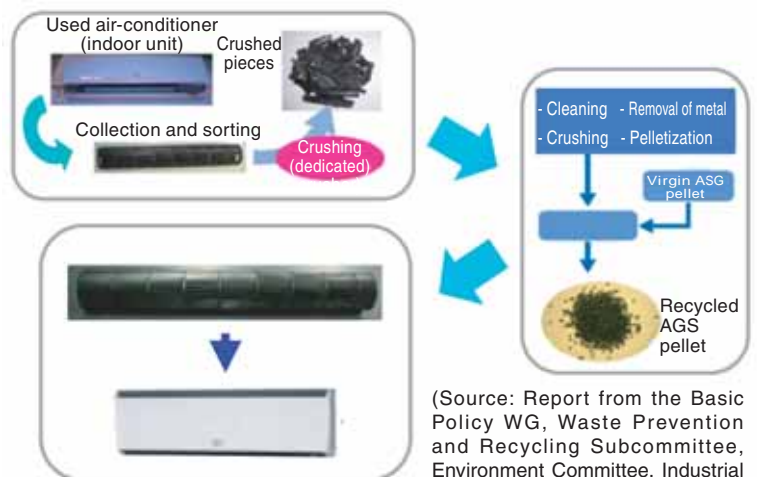 Used air-conditioner
(indoor unit)
Crushed
pieces
Collection and sorting
Crushing
(dedicated)
- Cleaning - Removal of metal
- Crushing - Pelletization
Virgin ASG
pellet
Recycled
AGS
pellet
(Source: Report from the Basic
Policy WG, Waste Prevention
and Recycling Subcommittee,
Environment Committee, Industrial